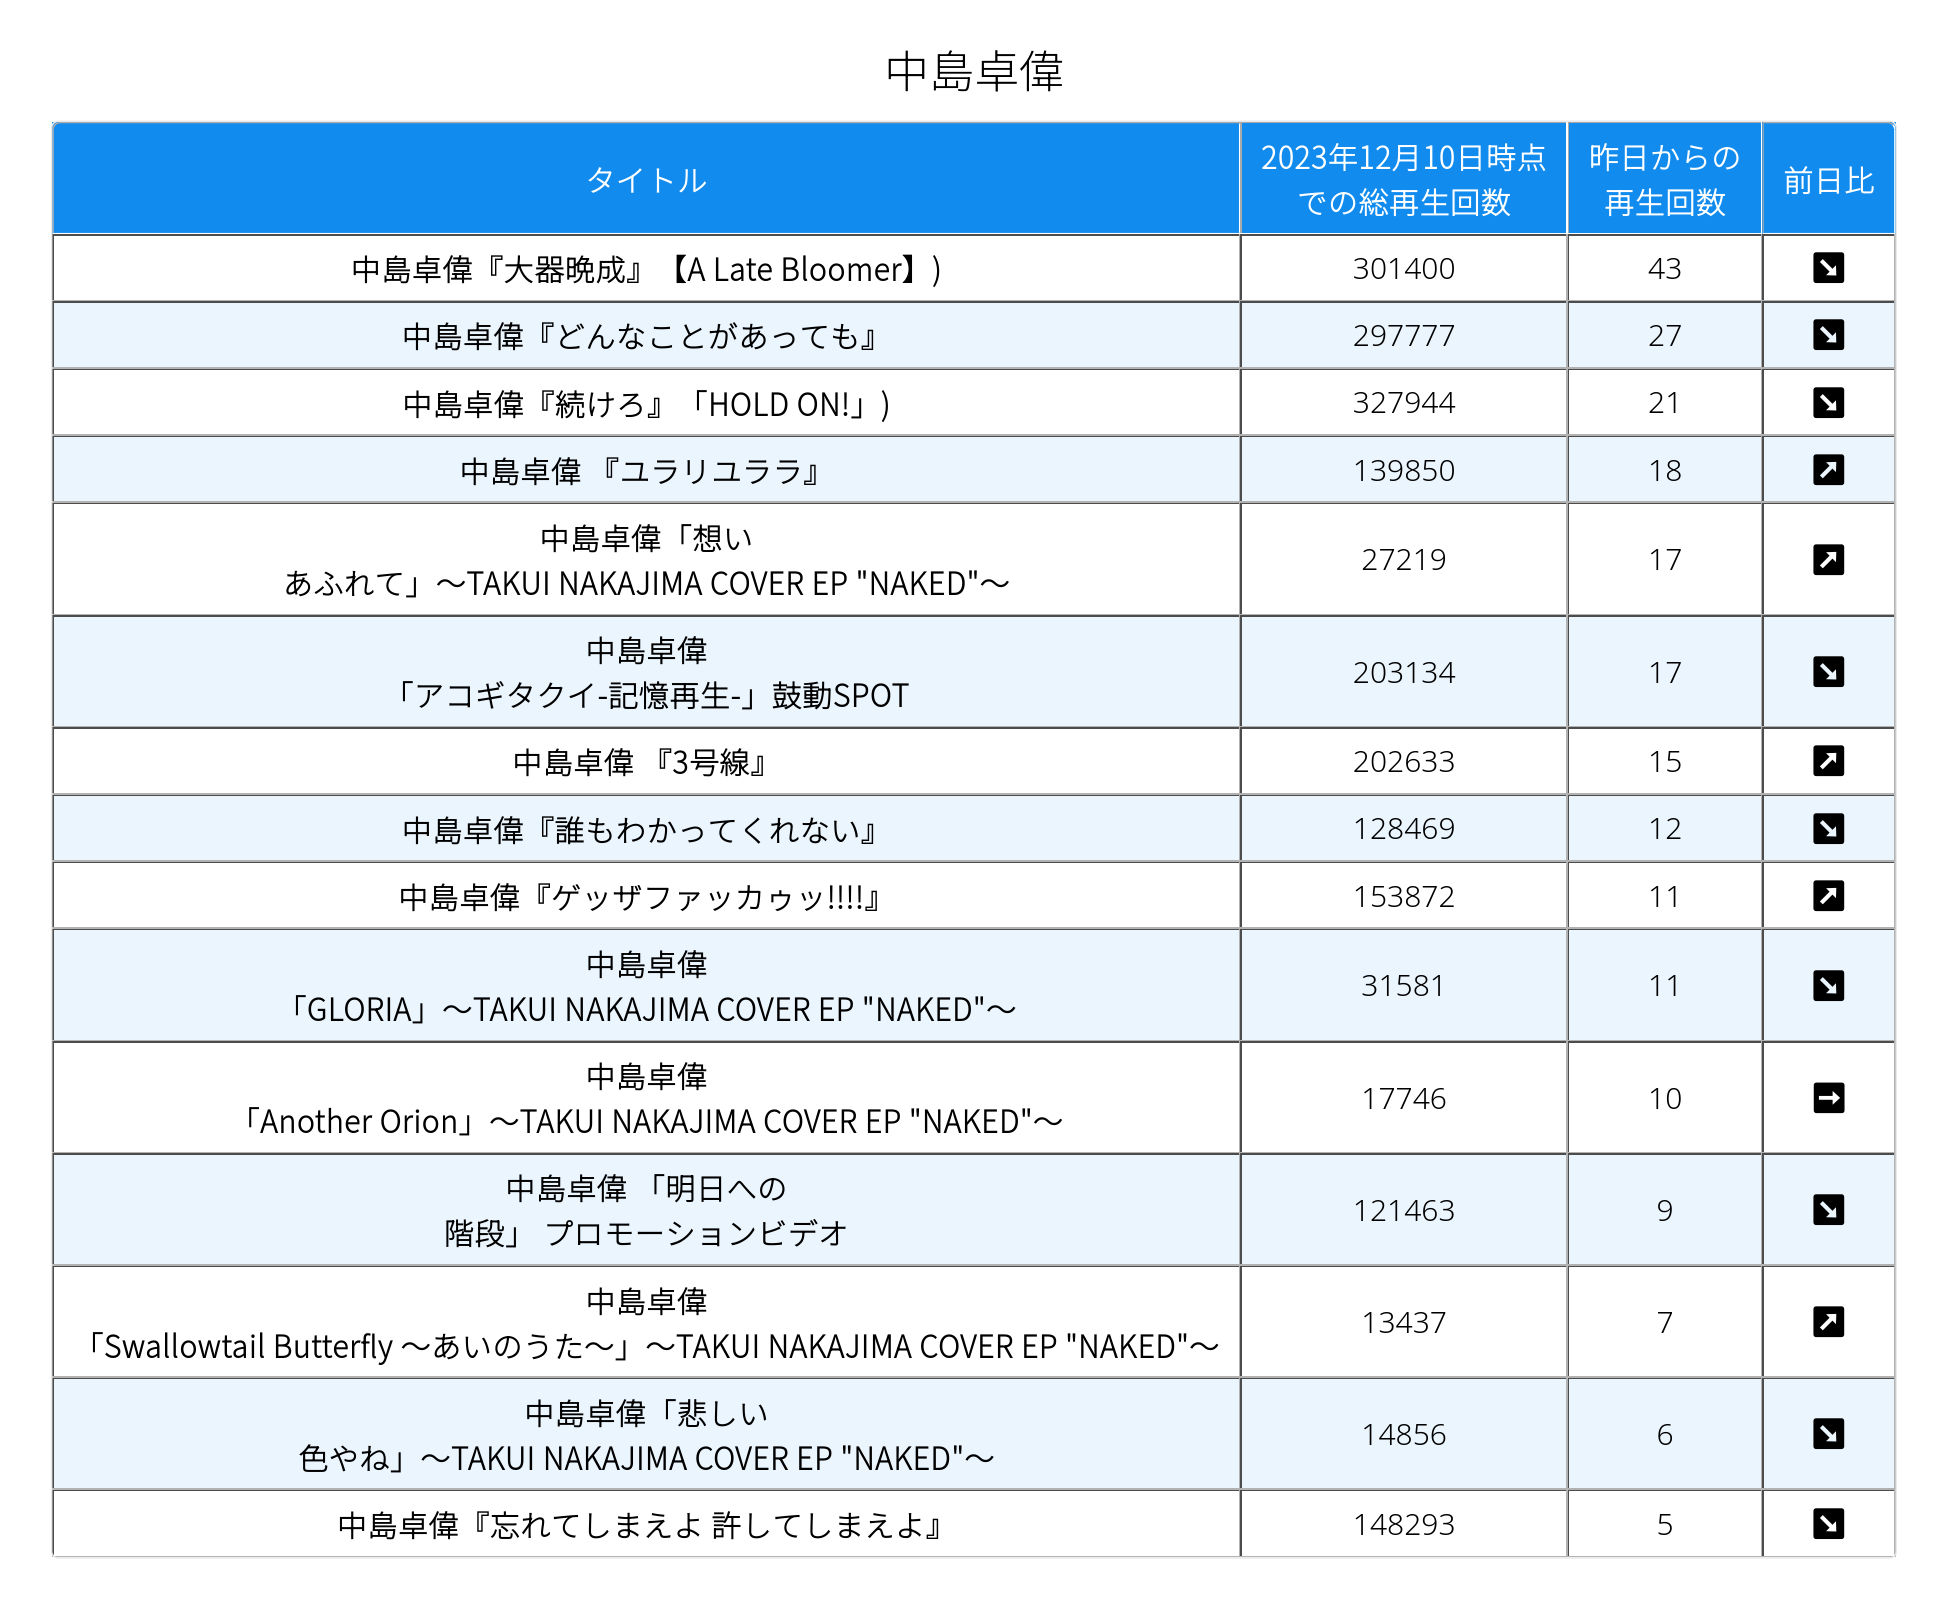 中島卓偉
タイトル
2023年12月10日時点
での総再生回数
昨日からの
再生回数
前日比
中島卓偉『大器晩成』【A Late Bloomer】)
301400
43
↘
中島卓偉『どんなことがあっても』
297777
27
↘
中島卓偉『続けろ』「HOLD ON!」)
327944
21
↘
中島卓偉 『ユラリユララ』
139850
18
↗
中島卓偉「想い
あふれて」〜TAKUI NAKAJIMA COVER EP "NAKED"〜
27219
17
↗
中島卓偉
「アコギタクイ-記憶再生-」鼓動SPOT
203134
17
↘
中島卓偉 『3号線』
202633
15
↗
中島卓偉『誰もわかってくれない』
128469
12
↘
中島卓偉『ゲッザファッカゥッ!!!!』
153872
11
↗
中島卓偉
「GLORIA」〜TAKUI NAKAJIMA COVER EP "NAKED"〜
31581
11
↘
中島卓偉
「Another Orion」〜TAKUI NAKAJIMA COVER EP "NAKED"〜
17746
10
→
中島卓偉 「明日への
階段」 プロモーションビデオ
121463
9
↘
中島卓偉
「Swallowtail Butterfly 〜あいのうた〜」〜TAKUI NAKAJIMA COVER EP "NAKED"〜
13437
7
↗
中島卓偉「悲しい
色やね」〜TAKUI NAKAJIMA COVER EP "NAKED"〜
14856
6
↘
中島卓偉『忘れてしまえよ 許してしまえよ』
148293
5
↘